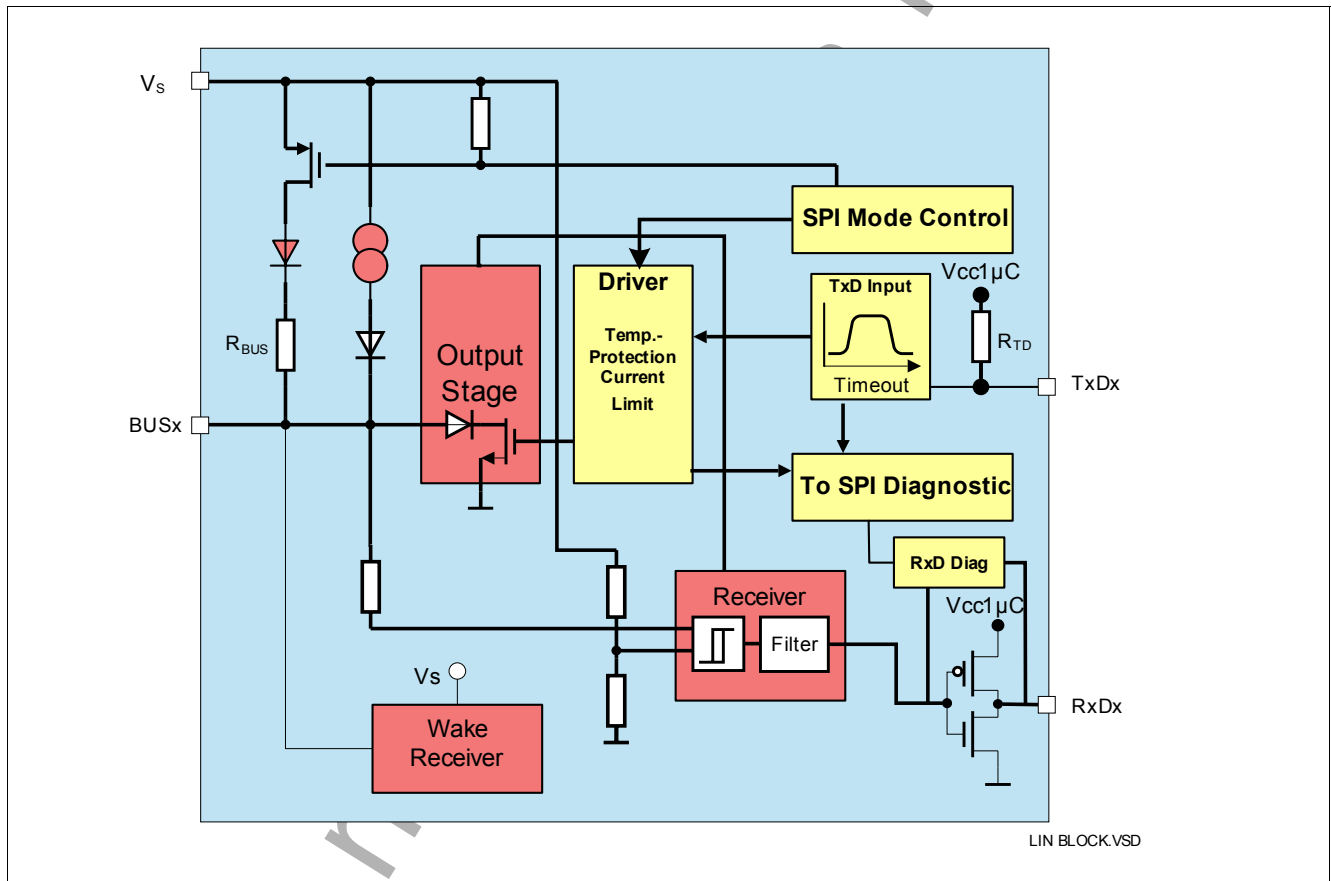 VS
SPI Mode Control
Vcc1µC
Driver
TxD Input
Temp.-
Protection
Current
Limit
RBUS
RTD
Output
Stage
Timeout
TxDx
BUSx
To SPI Diagnostic
RxD Diag
Receiver
Vcc1µC
Filter
Vs
RxDx
Wake
Receiver
LIN BLOCK.VSD